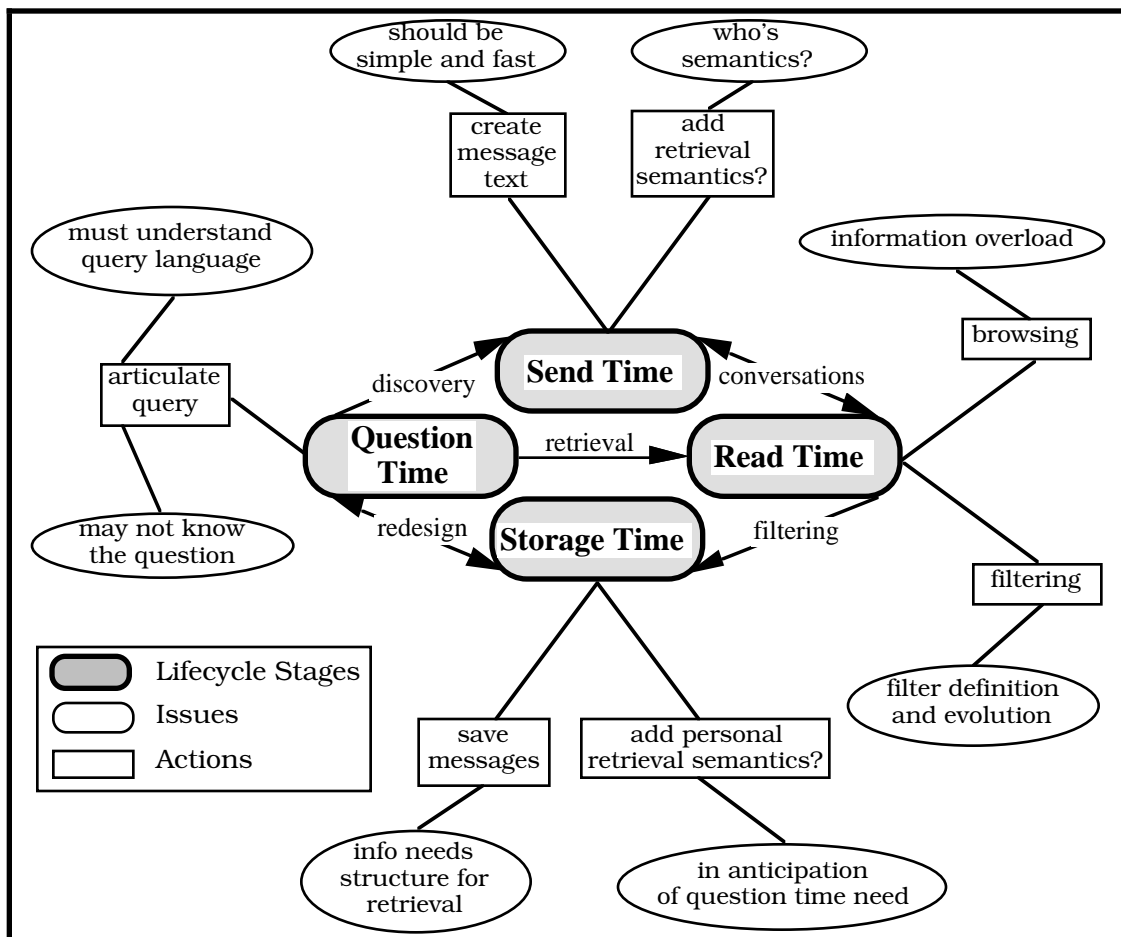 should be
simple and fast
who's
semantics?
create
message
text
add
retrieval
semantics?
must understand
query language
information overload
browsing
articulate
query
discovery
Send Time
conversations
Question
Time
retrieval
Read Time
may not know
the question
redesign
Storage Time
filtering
filtering
Lifecycle Stages
Issues
Actions
filter definition
and evolution
save
messages
add personal
retrieval semantics?
info needs
structure for
retrieval
in anticipation
of question time need